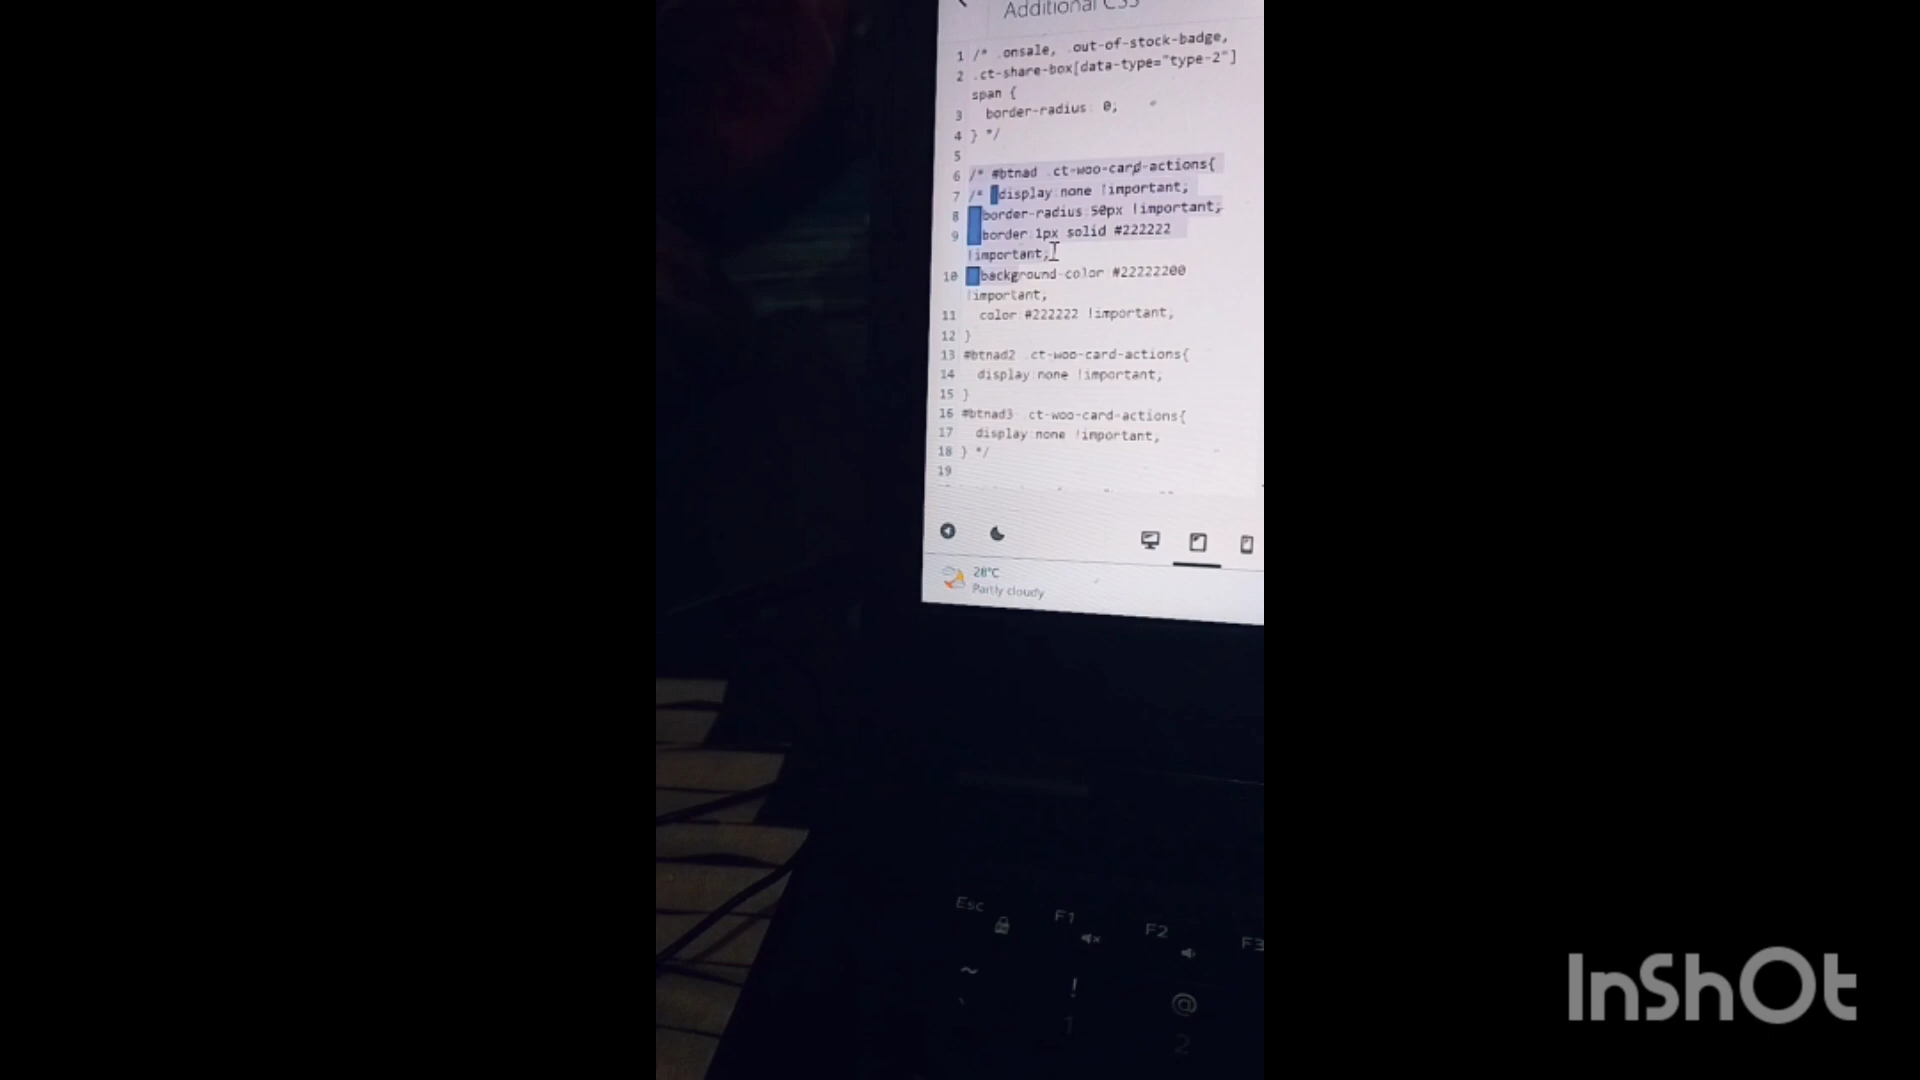 Additional CSS
1 /* .onsale, .out-of-stock-badge,
2 .ct-share-box[data-type="type-2"]
span {
3 border-radius: 0;
4 } */
5
6 /* #btnad .ct-woo-card-actions{
7 /* display:none !important;
8 border-radius:50px !important;
9 border:1px solid #222222
!important;
10 background-color:#22222200
!important;
11 color:#222222 !important;
12 }
13 #btnad2 .ct-woo-card-actions{
14 display:none !important;
15 }
16 #btnad3 .ct-woo-card-actions{
17 display:none !important;
18 } */
19
28°C
Partly cloudy
Esc F1 F2 F3
~ ! @
` 1 2
InShOt